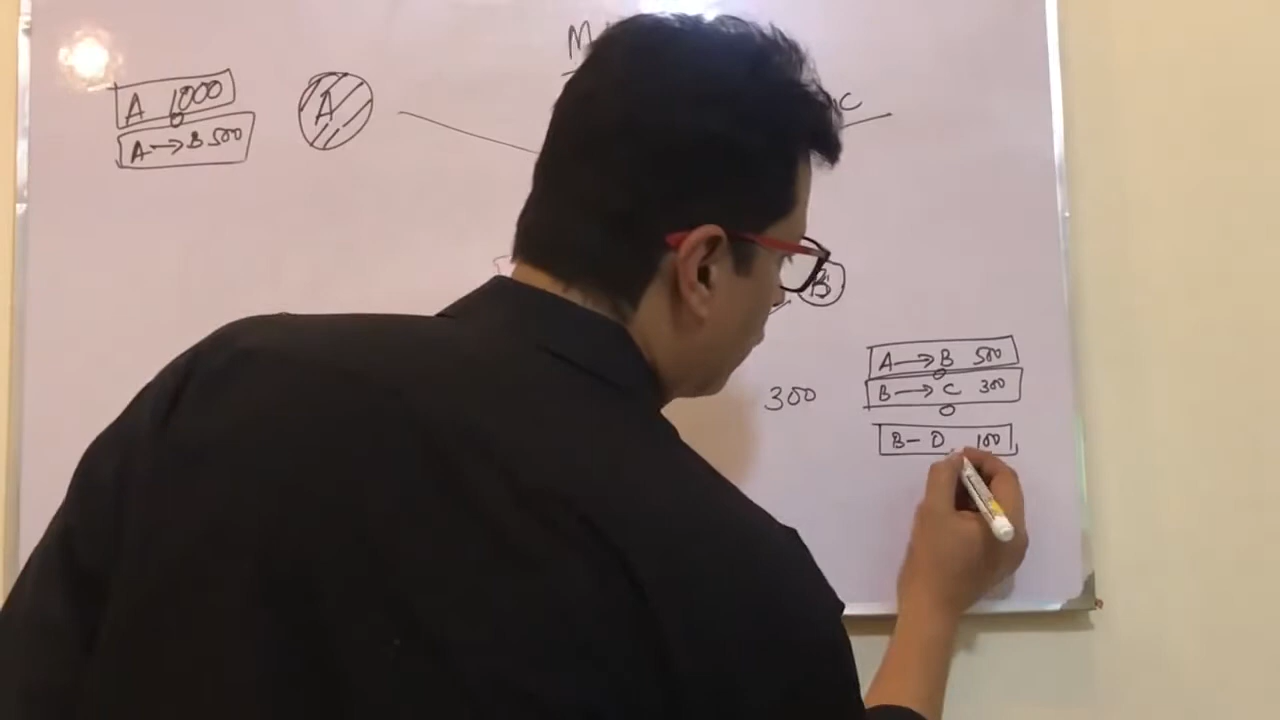 A 1000
A → B 500
A
B
300
A → B 500
B → C 300
B - D 100